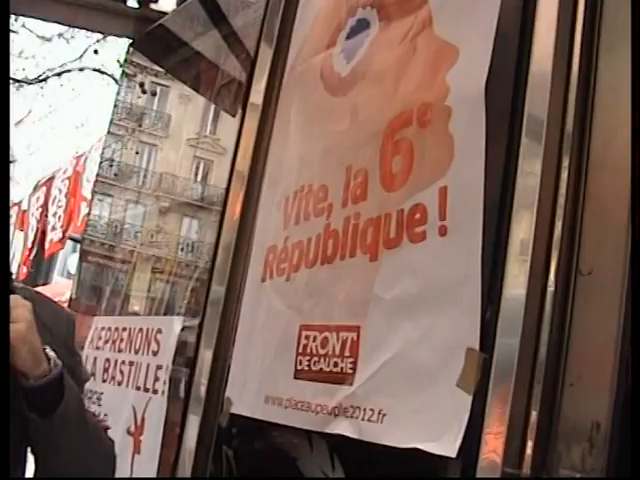 Vite, la 6e
République !
FRONT
DE GAUCHE
www.placeaupeuple2012.fr
REPRENONS
LA BASTILLE :